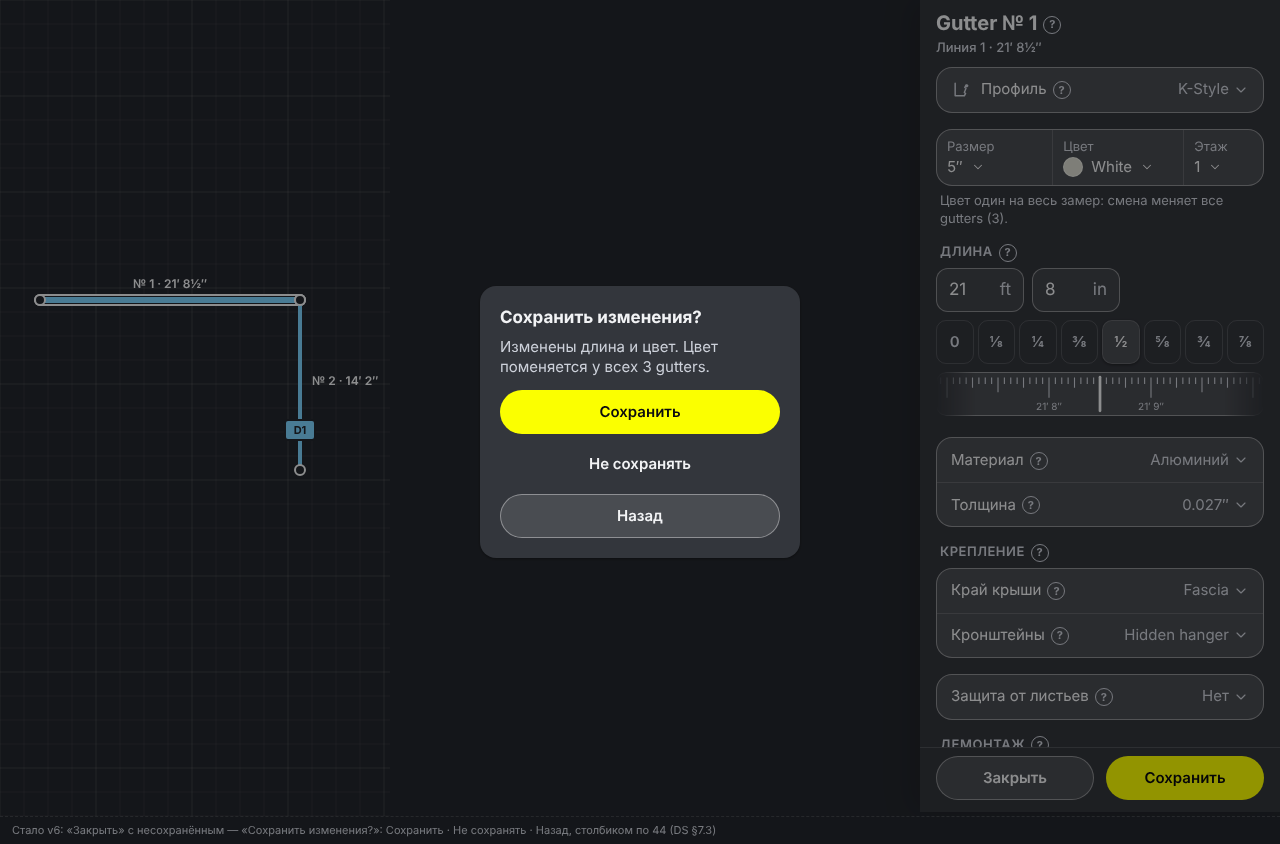 Gutter № 1 ?
Линия 1 · 21′ 8½″
Профиль ? K-Style
Размер Цвет Этаж
5″ White 1
Цвет один на весь замер: смена меняет все
gutters (3).
ДЛИНА ?
21 ft 8 in
0 ⅛ ¼ ⅜ ½ ⅝ ¾ ⅞
21′ 8″ 21′ 9″
Материал ? Алюминий
Толщина ? 0.027″
КРЕПЛЕНИЕ ?
Край крыши ? Fascia
Кронштейны ? Hidden hanger
Защита от листьев ? Нет
ДЕМОНТАЖ ?
Закрыть Сохранить
№ 1 · 21′ 8½″
№ 2 · 14′ 2″
D1
Сохранить изменения?
Изменены длина и цвет. Цвет
поменяется у всех 3 gutters.
Сохранить
Не сохранять
Назад
Стало v6: «Закрыть» с несохранённым — «Сохранить изменения?»: Сохранить · Не сохранять · Назад, столбиком по 44 (DS §7.3)